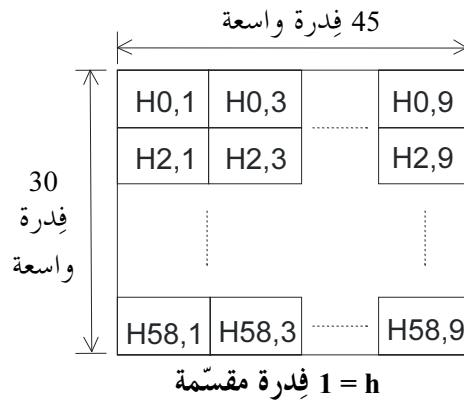 45 فِدرة واسعة
H0,1 H0,3 H0,9
H2,1 H2,3 H2,9
30
فِدرة
واسعة
H58,1 H58,3 H58,9
h = 1 فِدرة مقسّمة